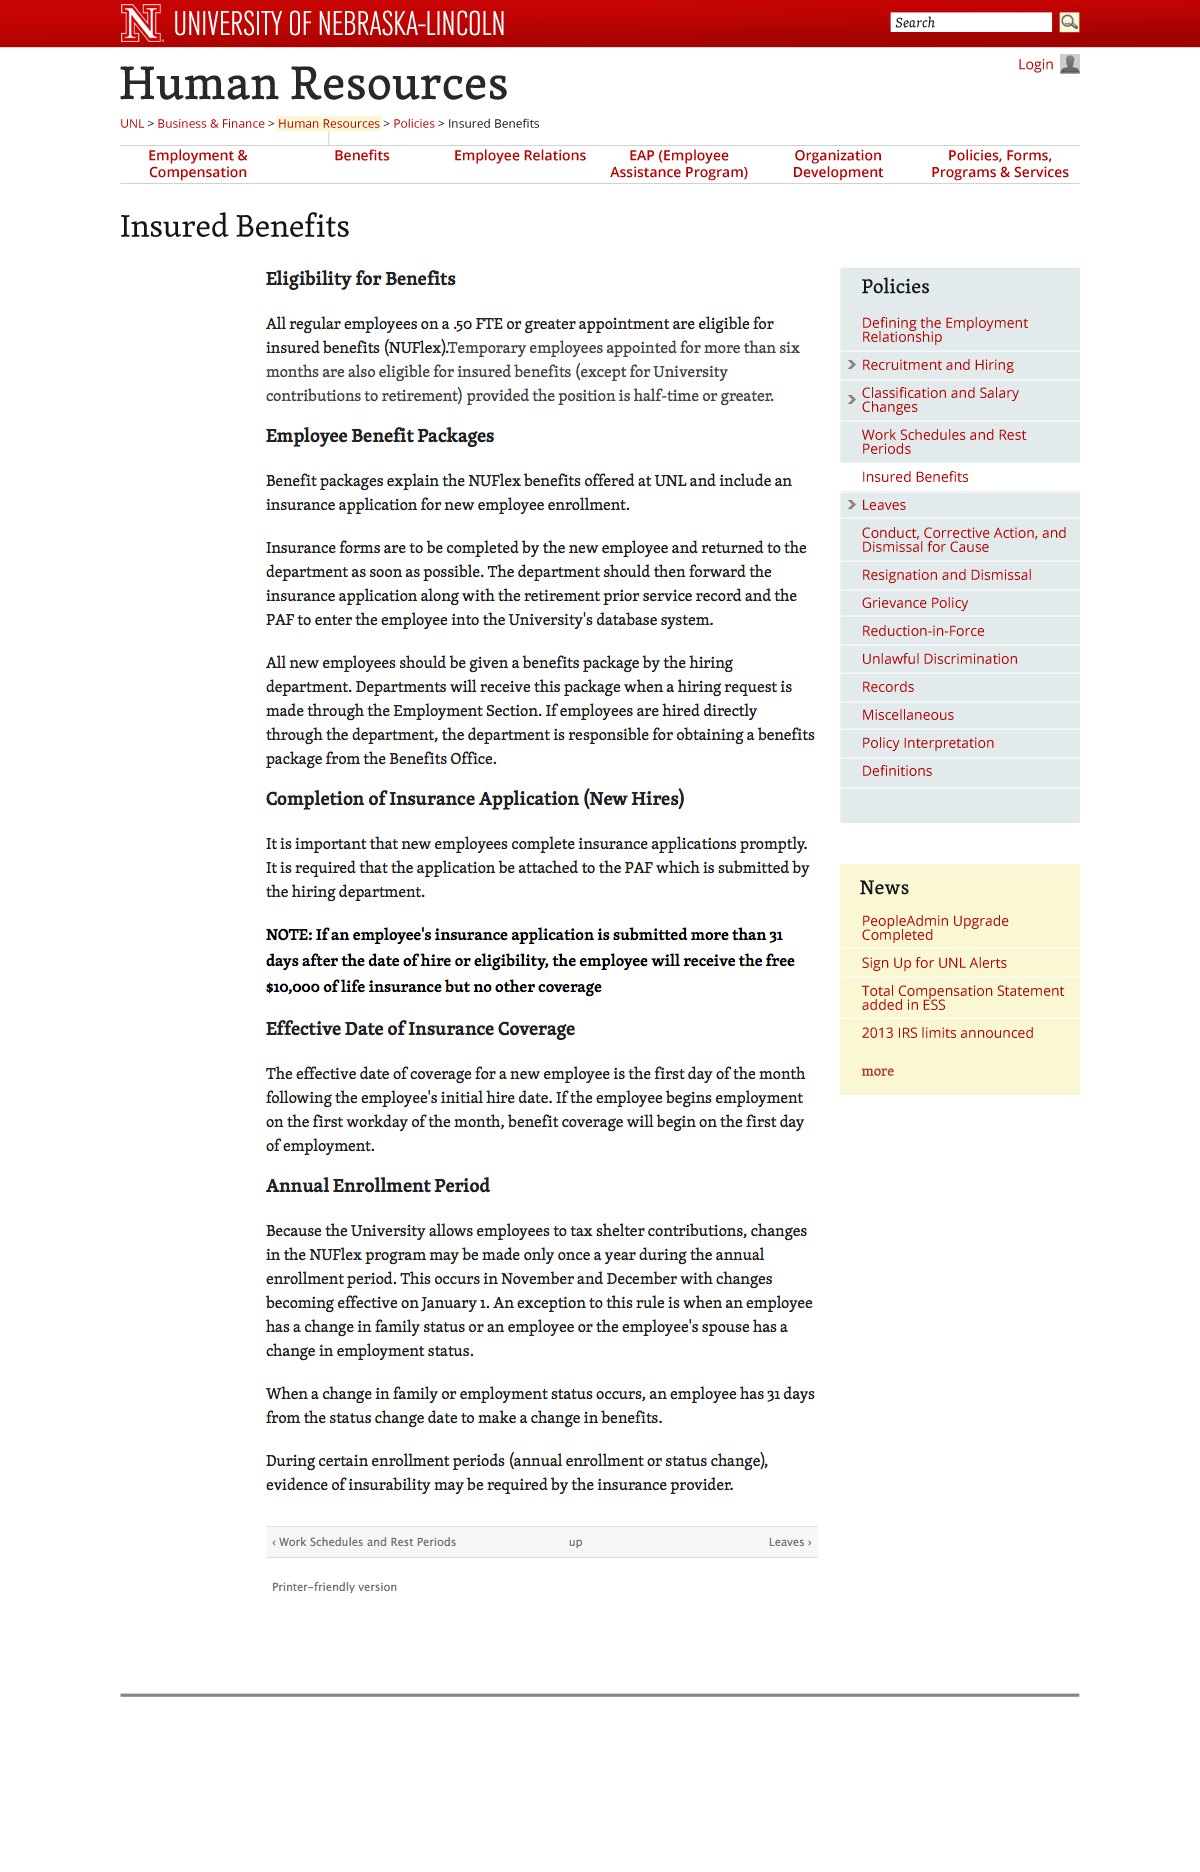 N UNIVERSITY OF NEBRASKA-LINCOLN
Search
Login
Human Resources
UNL > Business & Finance > Human Resources > Policies > Insured Benefits
Employment &
Compensation
Benefits
Employee Relations
EAP (Employee
Assistance Program)
Organization
Development
Policies, Forms,
Programs & Services
Insured Benefits
Eligibility for Benefits
All regular employees on a .50 FTE or greater appointment are eligible for
insured benefits (NUFlex).Temporary employees appointed for more than six
months are also eligible for insured benefits (except for University
contributions to retirement) provided the position is half-time or greater.
Employee Benefit Packages
Benefit packages explain the NUFlex benefits offered at UNL and include an
insurance application for new employee enrollment.
Insurance forms are to be completed by the new employee and returned to the
department as soon as possible. The department should then forward the
insurance application along with the retirement prior service record and the
PAF to enter the employee into the University's database system.
All new employees should be given a benefits package by the hiring
department. Departments will receive this package when a hiring request is
made through the Employment Section. If employees are hired directly
through the department, the department is responsible for obtaining a benefits
package from the Benefits Office.
Completion of Insurance Application (New Hires)
It is important that new employees complete insurance applications promptly.
It is required that the application be attached to the PAF which is submitted by
the hiring department.
NOTE: If an employee's insurance application is submitted more than 31
days after the date of hire or eligibility, the employee will receive the free
$10,000 of life insurance but no other coverage
Effective Date of Insurance Coverage
The effective date of coverage for a new employee is the first day of the month
following the employee's initial hire date. If the employee begins employment
on the first workday of the month, benefit coverage will begin on the first day
of employment.
Annual Enrollment Period
Because the University allows employees to tax shelter contributions, changes
in the NUFlex program may be made only once a year during the annual
enrollment period. This occurs in November and December with changes
becoming effective on January 1. An exception to this rule is when an employee
has a change in family status or an employee or the employee's spouse has a
change in employment status.
When a change in family or employment status occurs, an employee has 31 days
from the status change date to make a change in benefits.
During certain enrollment periods (annual enrollment or status change),
evidence of insurability may be required by the insurance provider.
‹ Work Schedules and Rest Periods
up
Leaves ›
Printer-friendly version
Policies
Defining the Employment
Relationship
Recruitment and Hiring
Classification and Salary
Changes
Work Schedules and Rest
Periods
Insured Benefits
Leaves
Conduct, Corrective Action, and
Dismissal for Cause
Resignation and Dismissal
Grievance Policy
Reduction-in-Force
Unlawful Discrimination
Records
Miscellaneous
Policy Interpretation
Definitions
News
PeopleAdmin Upgrade
Completed
Sign Up for UNL Alerts
Total Compensation Statement
added in ESS
2013 IRS limits announced
more